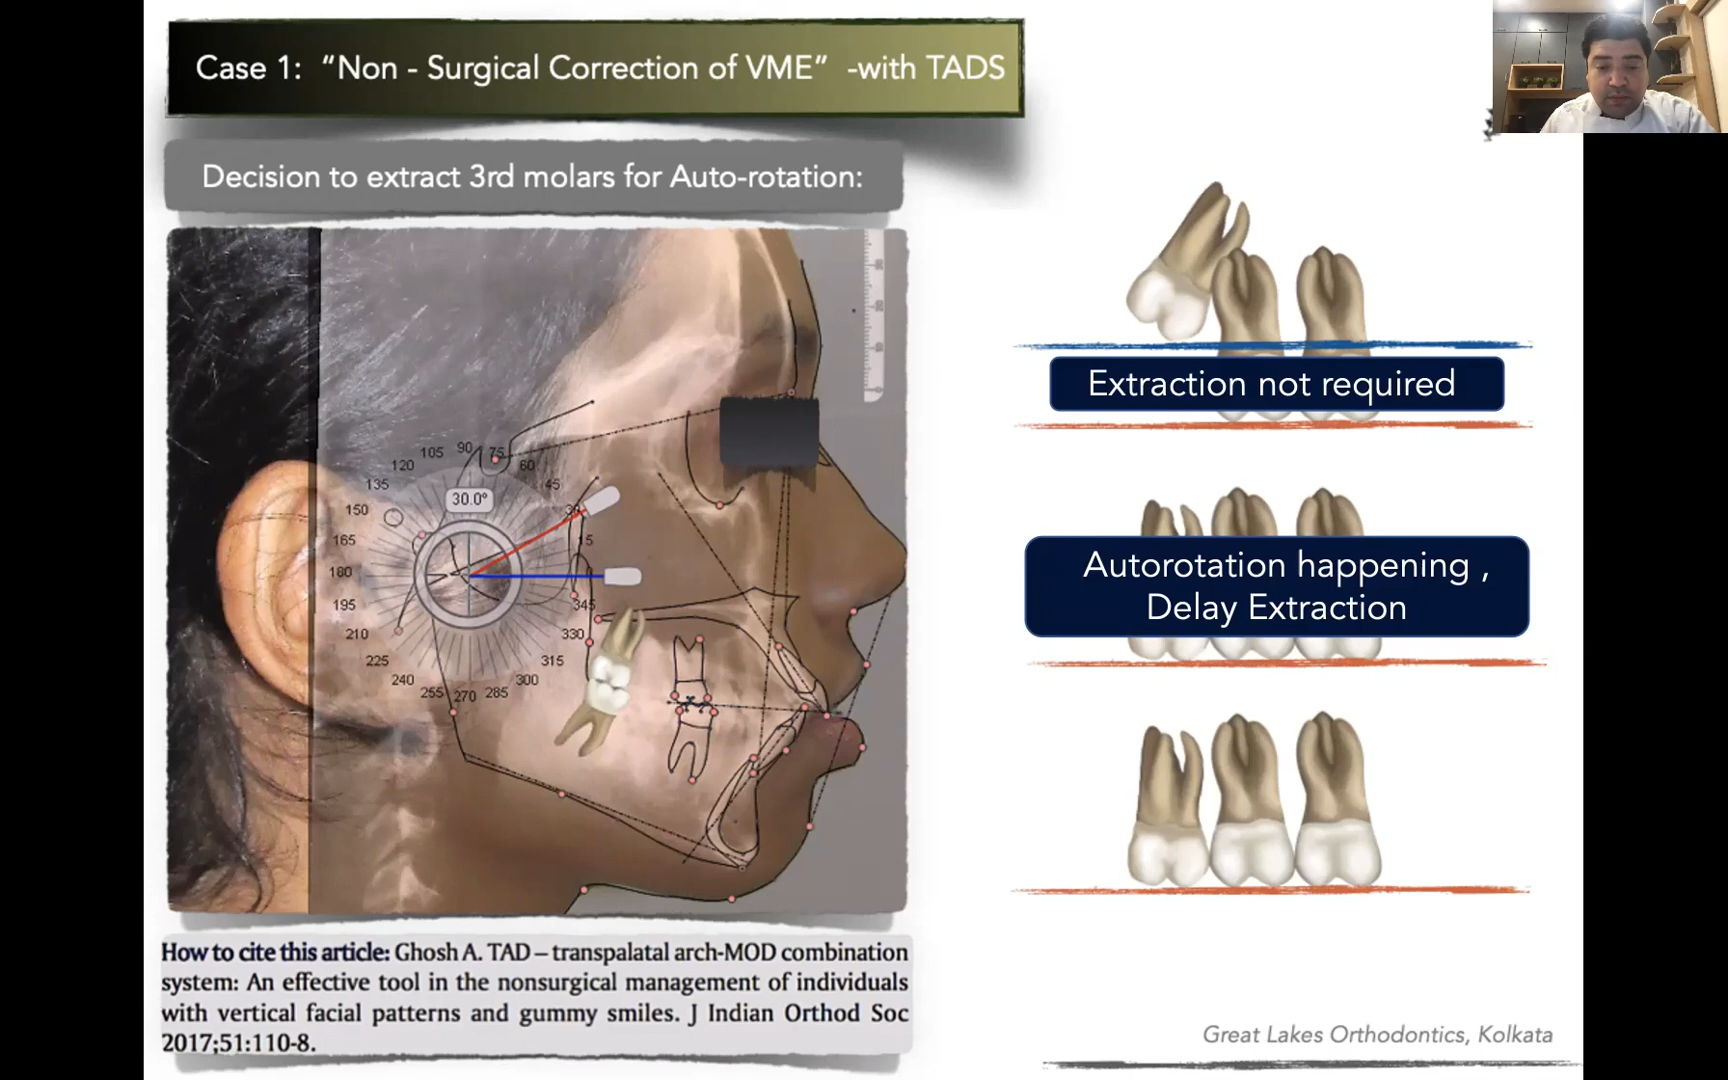 Case 1:  “Non - Surgical Correction of VME”  -with TADS
Decision to extract 3rd molars for Auto-rotation:
Extraction not required
105 90 75 60
120 45
135
30.0°
150 30
165 15
180
195 345
210 330
225 315
240 300
255 270 285
Autorotation happening ,
Delay Extraction
How to cite this article: Ghosh A. TAD – transpalatal arch-MOD combination
system: An effective tool in the nonsurgical management of individuals
with vertical facial patterns and gummy smiles. J Indian Orthod Soc
2017;51:110-8.
Great Lakes Orthodontics, Kolkata